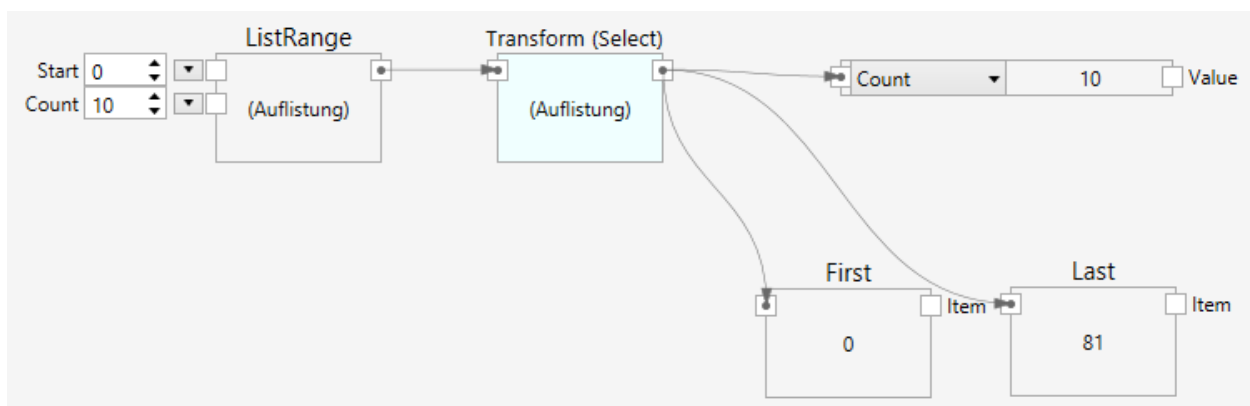 ListRange
Transform (Select)
Start 0
Count 10
(Auflistung)
(Auflistung)
Count 10 Value
First
0
Item
Last
81
Item